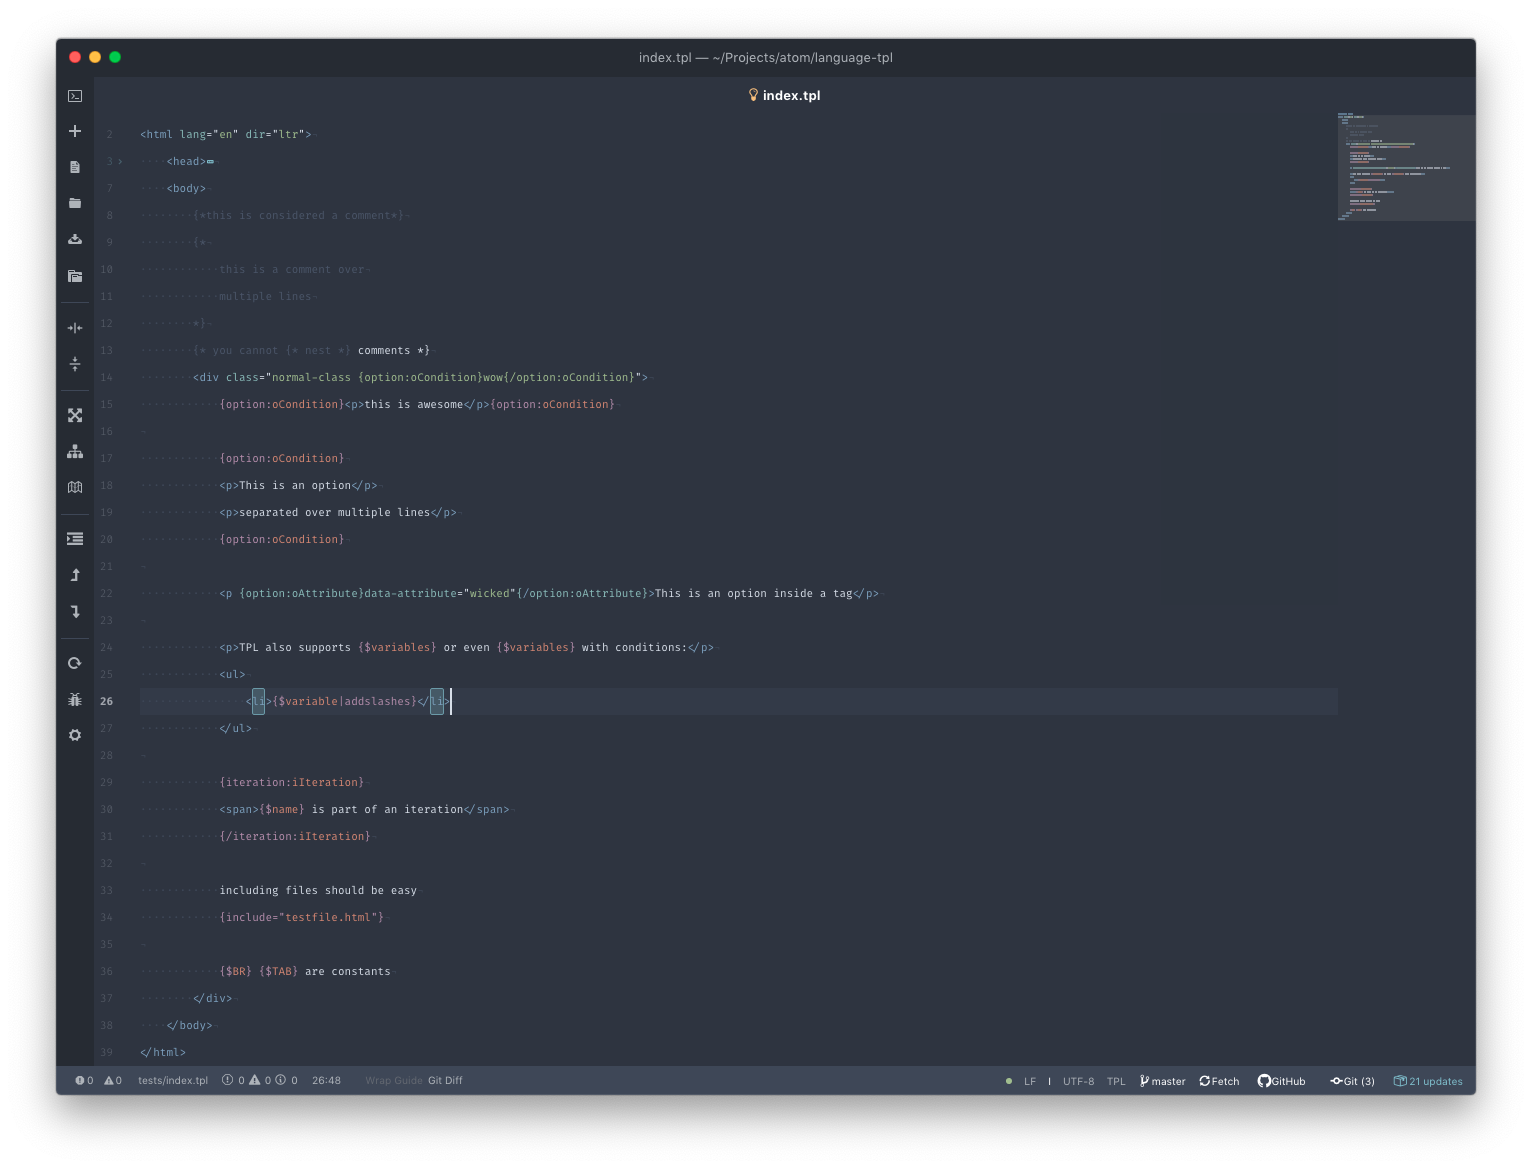 index.tpl — ~/Projects/atom/language-tpl
index.tpl
2 <html lang="en" dir="ltr">
3 <head>
7 <body>
8 {*this is considered a comment*}
9 {*
10 this is a comment over
11 multiple lines
12 *}
13 {* you cannot {* nest *} comments *}
14 <div class="normal-class {option:oCondition}wow{/option:oCondition}">
15 {option:oCondition}<p>this is awesome</p>{option:oCondition}
16
17 {option:oCondition}
18 <p>This is an option</p>
19 <p>separated over multiple lines</p>
20 {option:oCondition}
21
22 <p {option:oAttribute}data-attribute="wicked"{/option:oAttribute}>This is an option inside a tag</p>
23
24 <p>TPL also supports {$variables} or even {$variables} with conditions:</p>
25 <ul>
26 <li>{$variable|addslashes}</li>
27 </ul>
28
29 {iteration:iIteration}
30 <span>{$name} is part of an iteration</span>
31 {/iteration:iIteration}
32
33 including files should be easy
34 {include="testfile.html"}
35
36 {$BR} {$TAB} are constants
37 </div>
38 </body>
39 </html>
0 0 tests/index.tpl 0 0 0 26:48 Wrap Guide Git Diff LF I UTF-8 TPL master Fetch GitHub Git (3) 21 updates